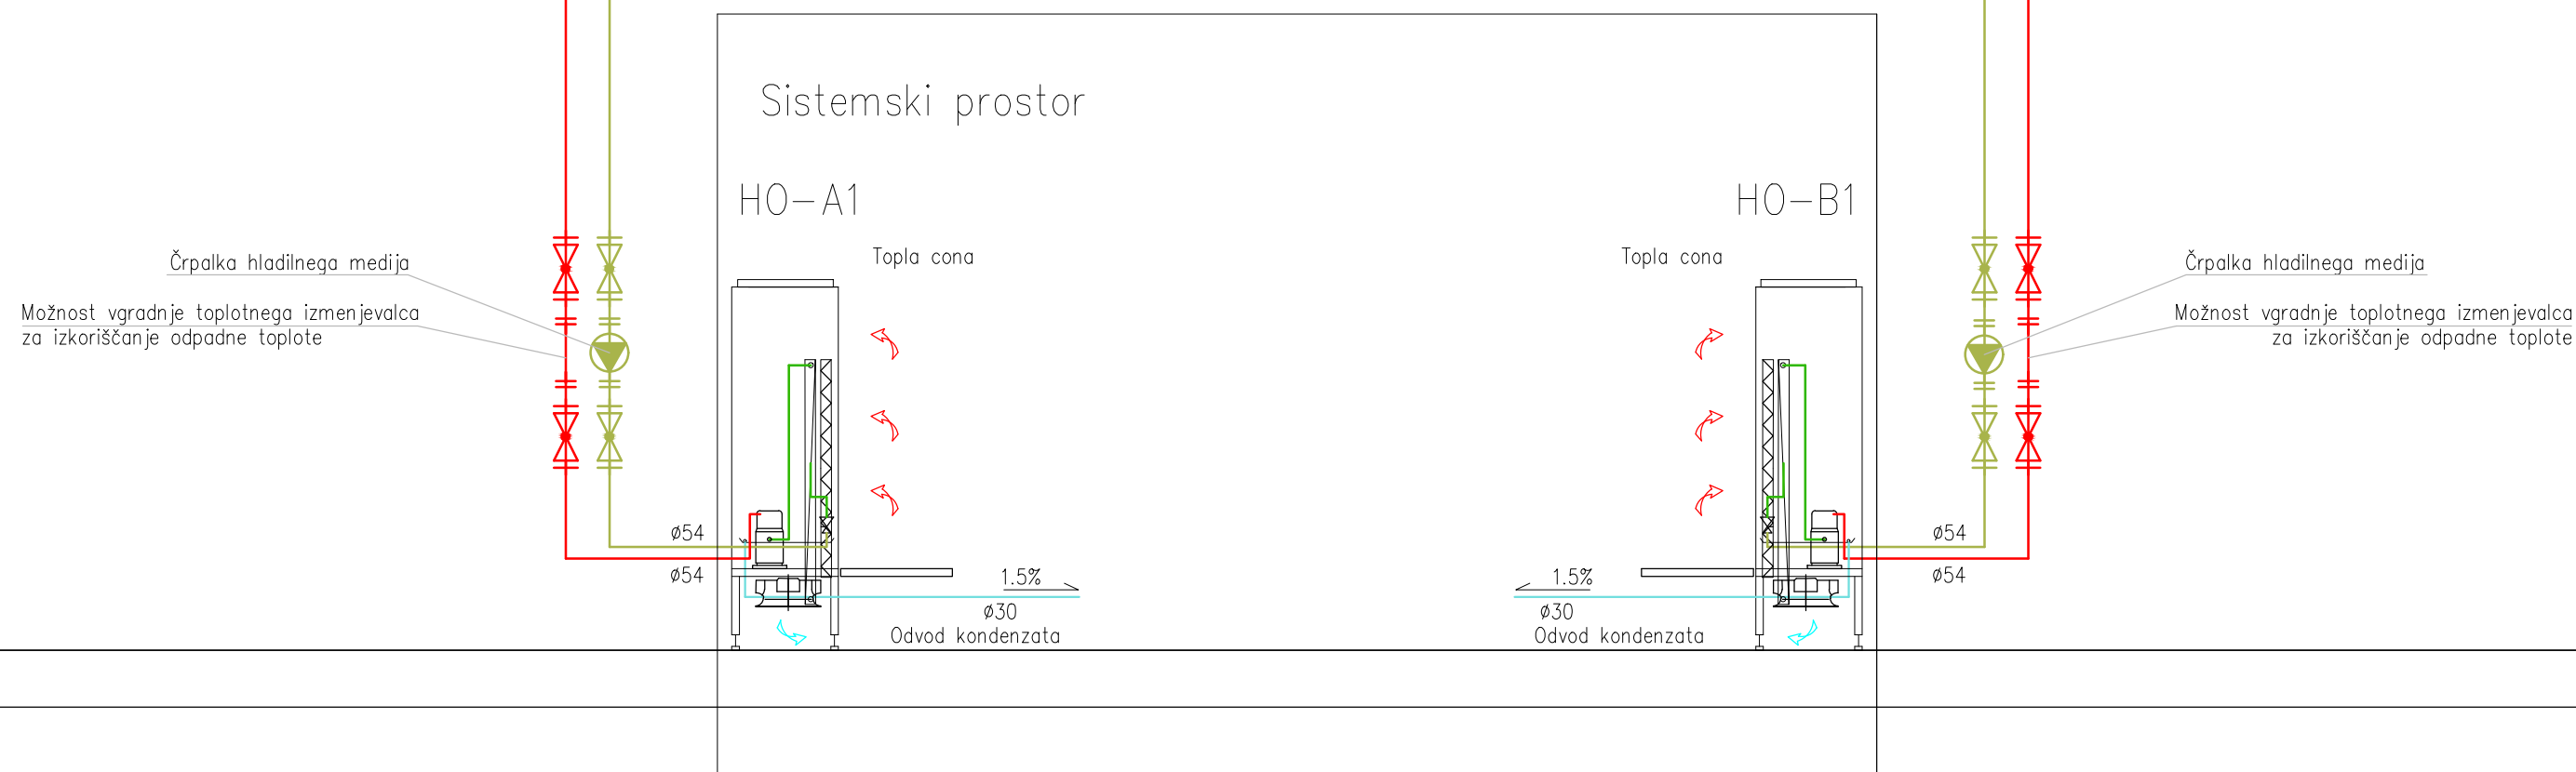 Sistemski prostor
HO-A1
HO-B1
Topla cona
Topla cona
Črpalka hladilnega medija
Možnost vgradnje toplotnega izmenjevalca
za izkoriščanje odpadne toplote
Črpalka hladilnega medija
Možnost vgradnje toplotnega izmenjevalca
za izkoriščanje odpadne toplote
ø54
ø54
1.5%
ø30
Odvod kondenzata
1.5%
ø30
Odvod kondenzata
ø54
ø54